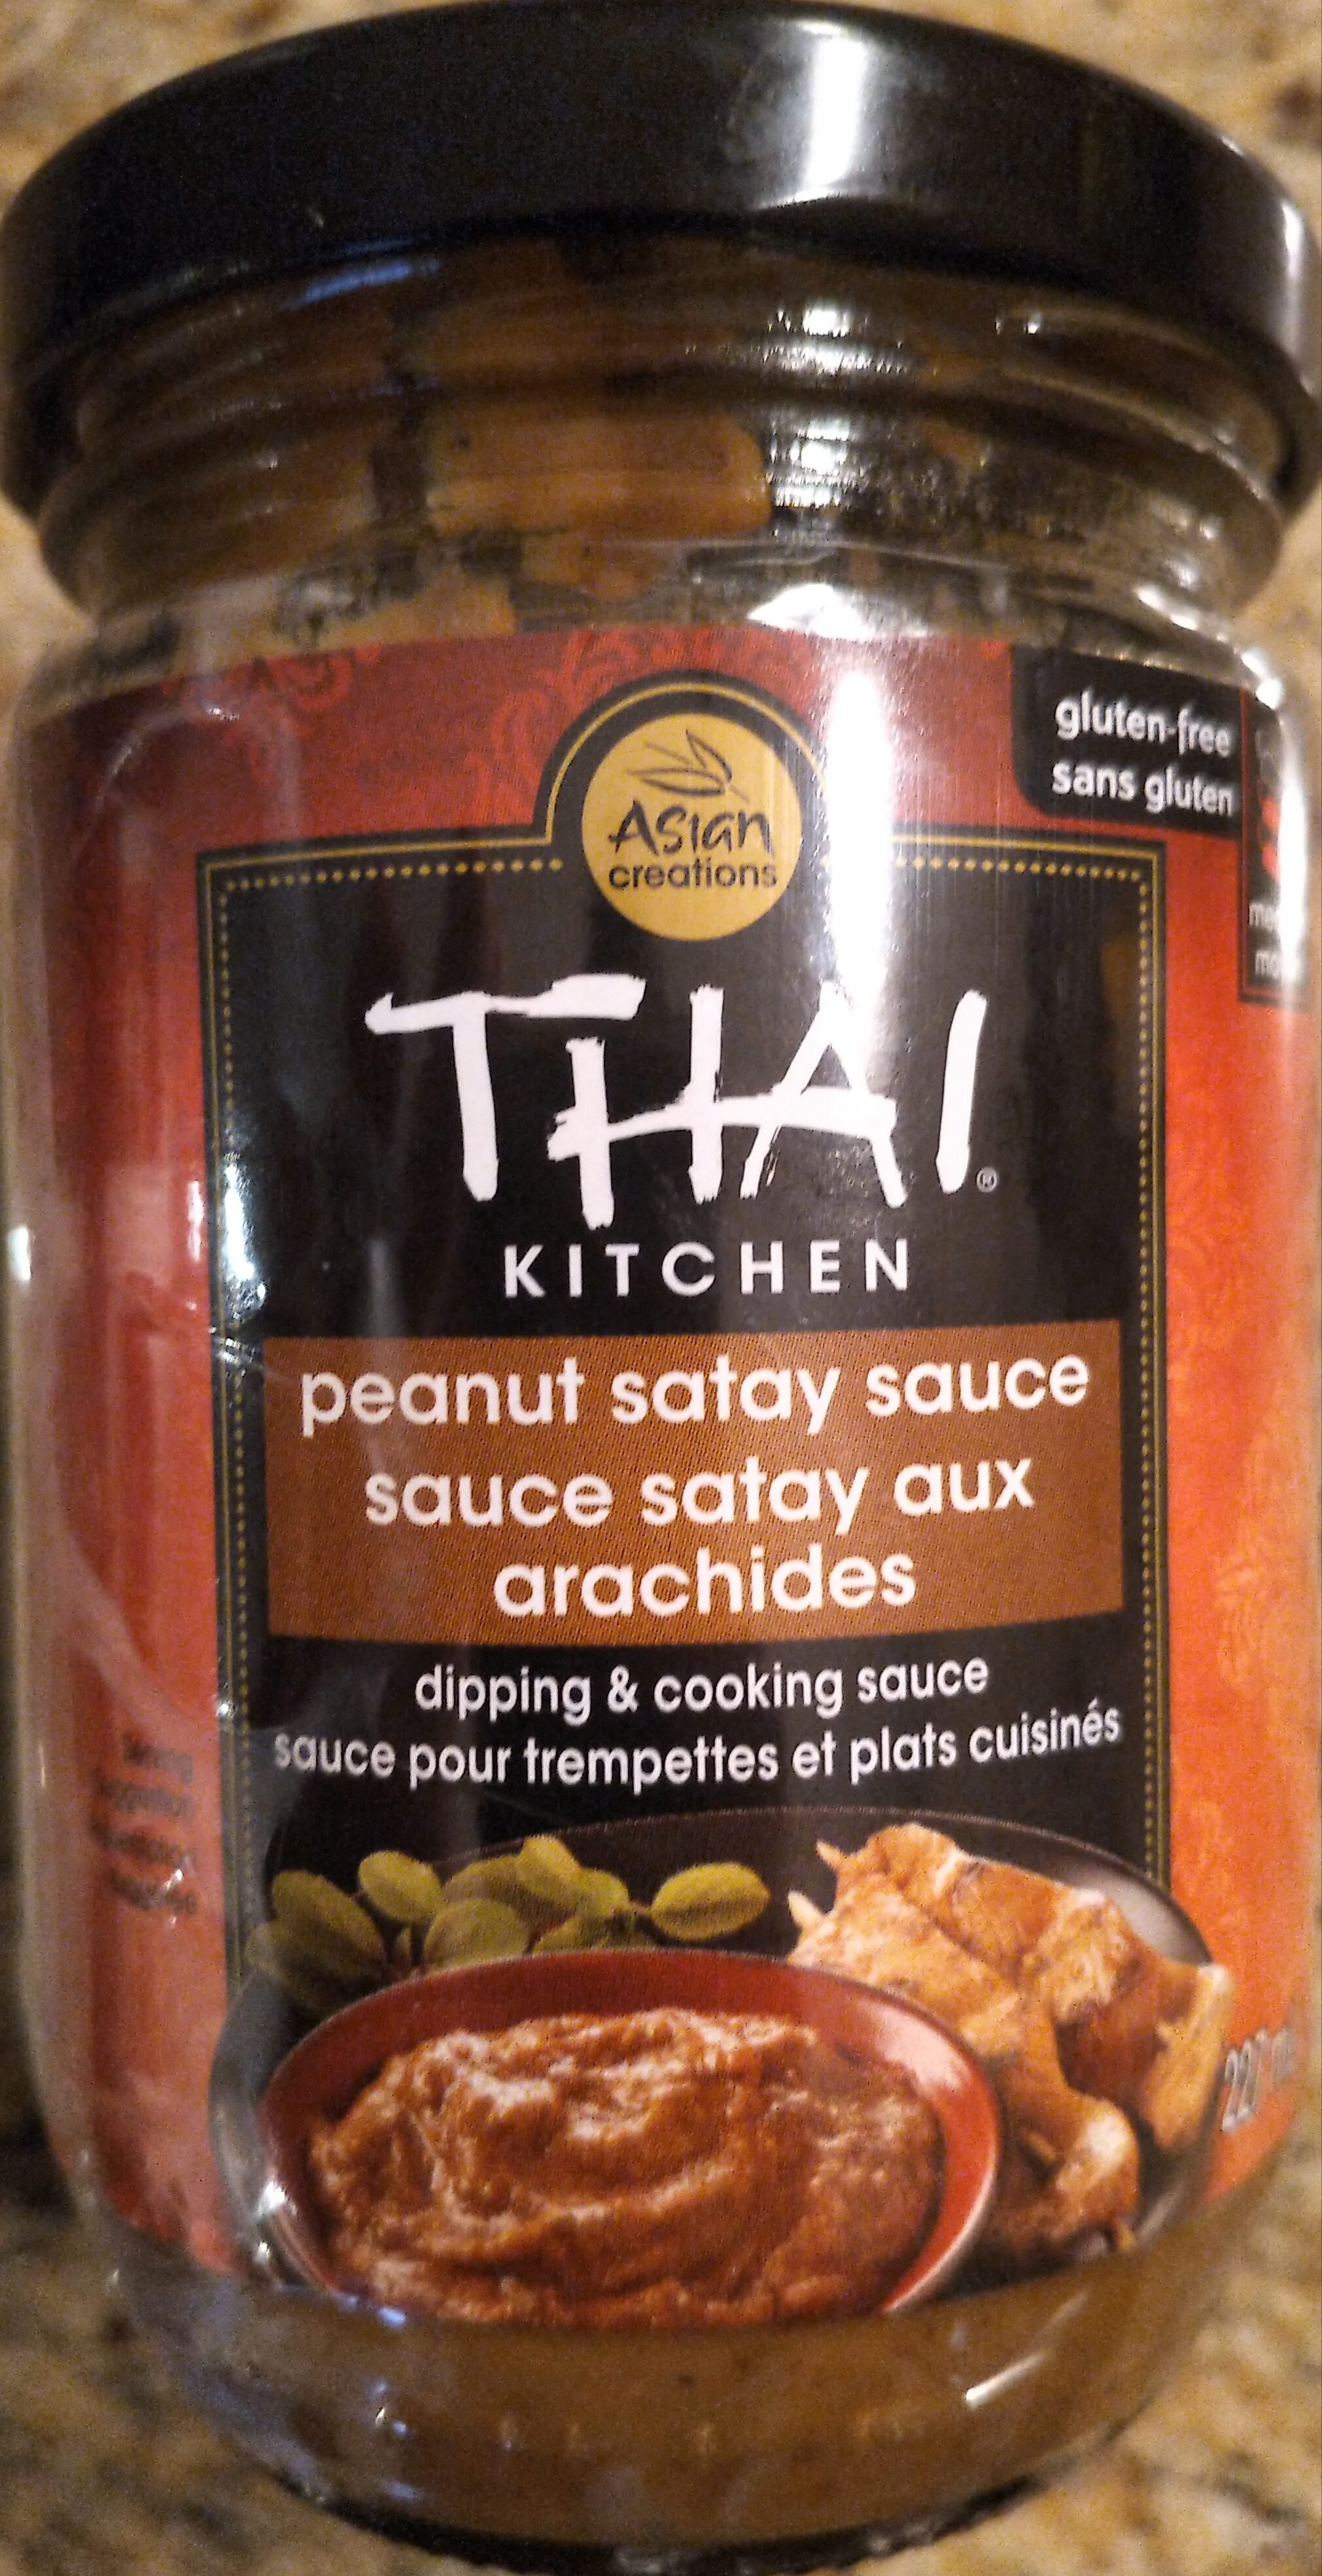 gluten-free
sans gluten
Asian
creations
THAI®
KITCHEN
peanut satay sauce
sauce satay aux
arachides
dipping & cooking sauce
sauce pour trempettes et plats cuisinés